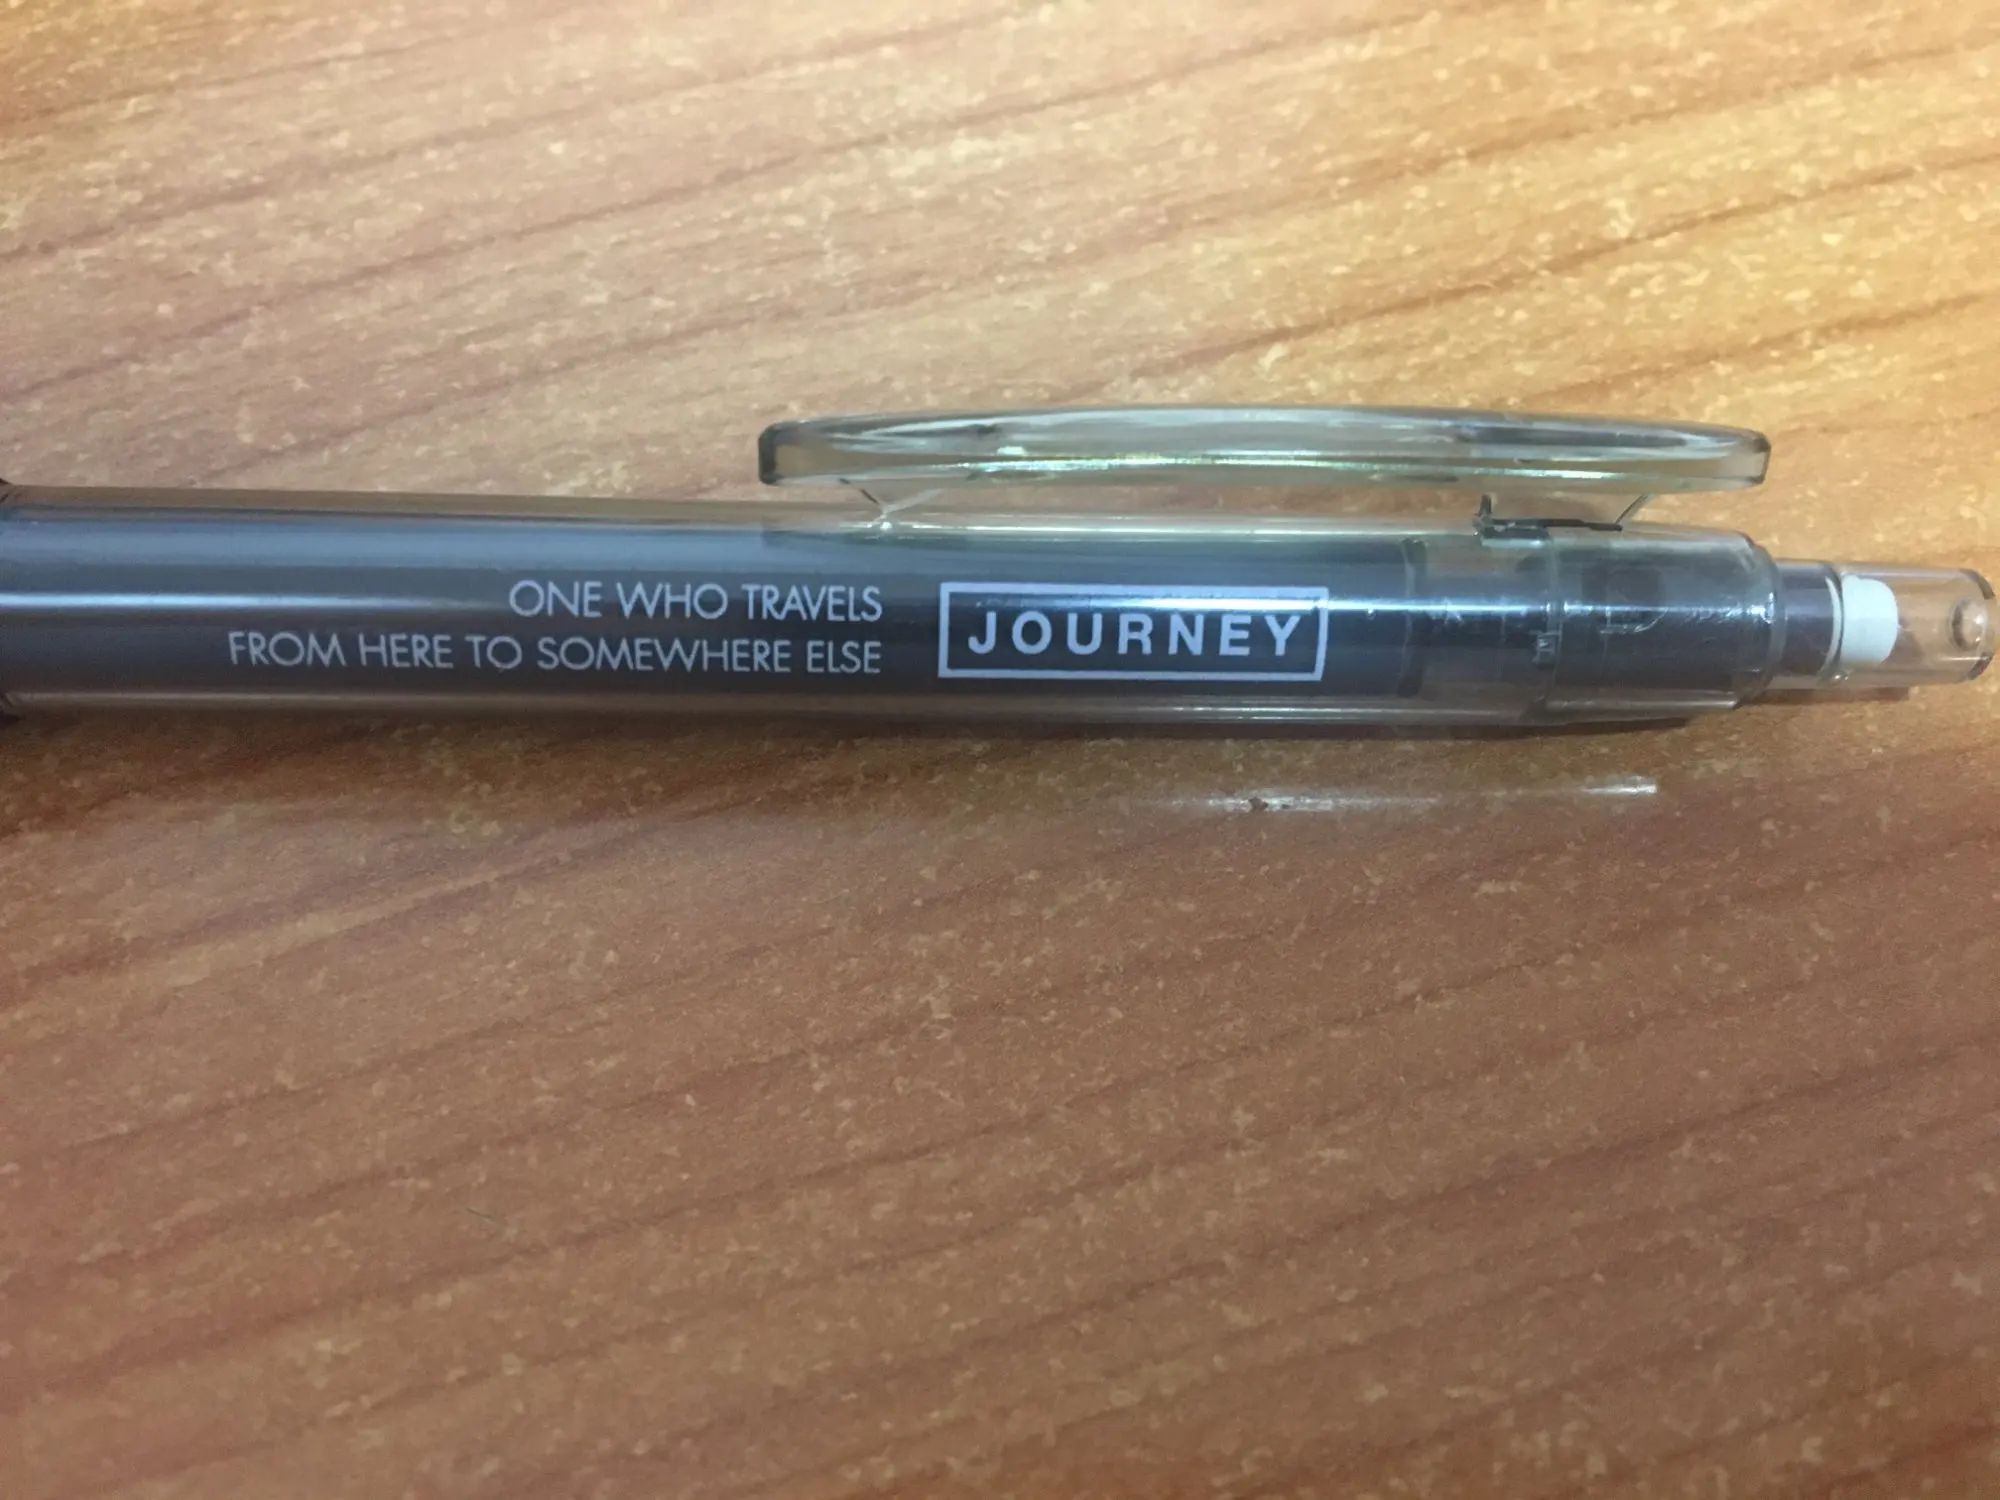 ONE WHO TRAVELS
FROM HERE TO SOMEWHERE ELSE
JOURNEY